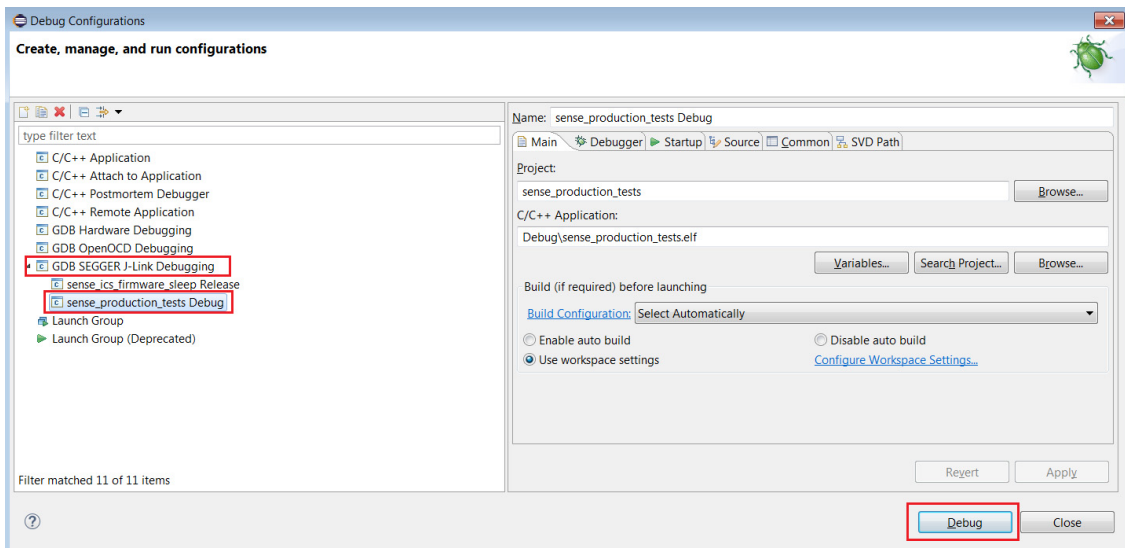 Debug Configurations
Create, manage, and run configurations
type filter text
C/C++ Application
C/C++ Attach to Application
C/C++ Postmortem Debugger
C/C++ Remote Application
GDB Hardware Debugging
GDB OpenOCD Debugging
GDB SEGGER J-Link Debugging
sense_ics_firmware_sleep Release
sense_production_tests Debug
Launch Group
Launch Group (Deprecated)
Filter matched 11 of 11 items
Name: sense_production_tests Debug
Main Debugger Startup Source Common SVD Path
Project:
sense_production_tests Browse...
C/C++ Application:
Debug\sense_production_tests.elf
Variables... Search Project... Browse...
Build (if required) before launching
Build Configuration: Select Automatically
Enable auto build Disable auto build
Use workspace settings Configure Workspace Settings...
Revert Apply
? Debug Close